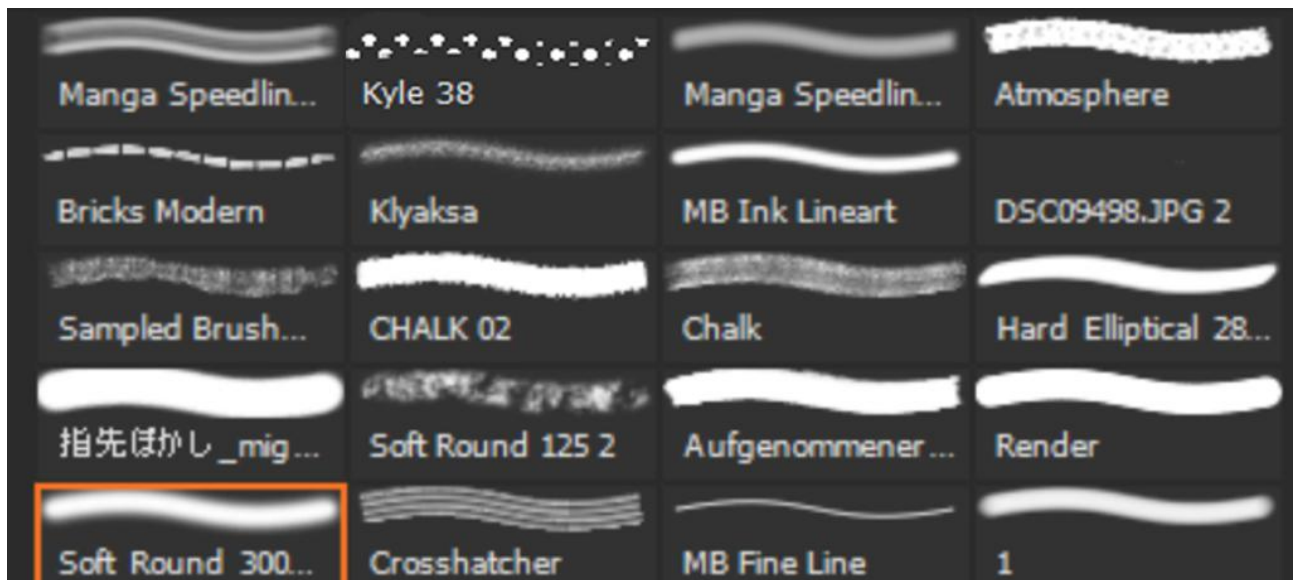 Manga Speedlin...
Kyle 38
Manga Speedlin...
Atmosphere
Bricks Modern
Klyaksa
MB Ink Lineart
DSC09498.JPG 2
Sampled Brush...
CHALK 02
Chalk
Hard Elliptical 28...
指先ぼかし_mig...
Soft Round 125 2
Aufgenommener...
Render
Soft Round 300...
Crosshatcher
MB Fine Line
1